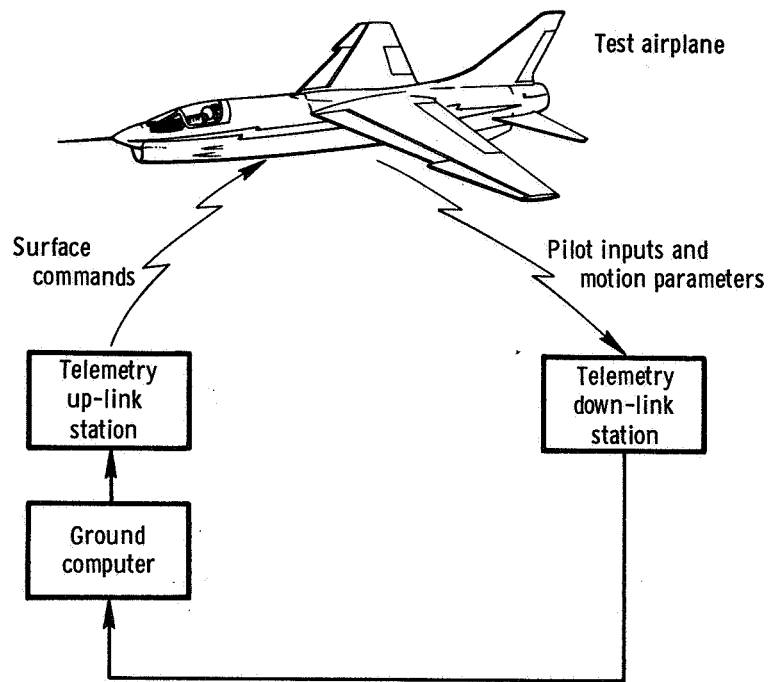 Test airplane
Surface
commands
Pilot inputs and
motion parameters
Telemetry
up-link
station
Telemetry
down-link
station
Ground
computer